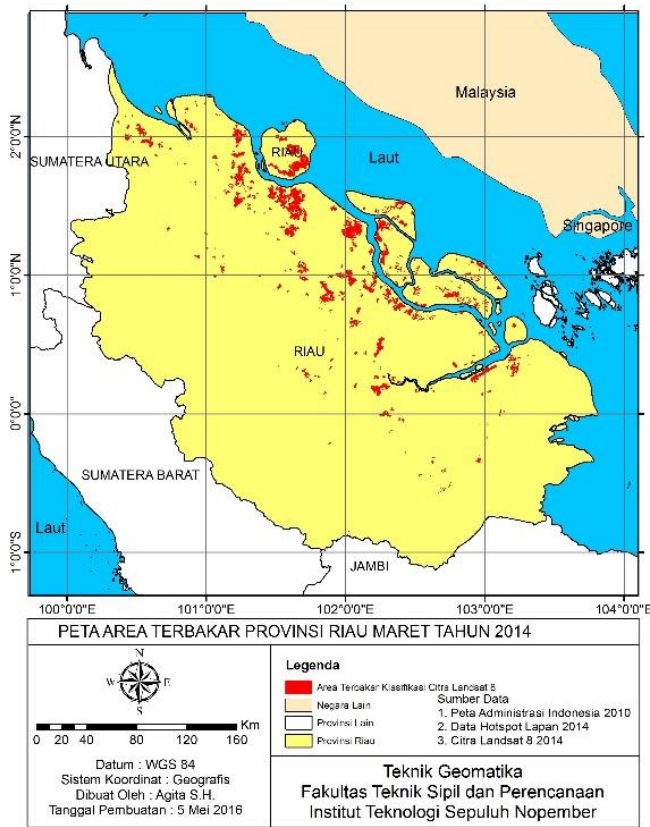 Malaysia
2°0'0"N
SUMATERA UTARA
RIAU
Laut
Singapore
1°0'0"N
RIAU
0°0'0"
SUMATERA BARAT
Laut
1°0'0"S
JAMBI
100°0'0"E 101°0'0"E 102°0'0"E 103°0'0"E 104°0'0"E
PETA AREA TERBAKAR PROVINSI RIAU MARET TAHUN 2014
N
W E
S
Km
0 10 20 40 60 80 120 160
Datum : WGS 84
Sistem Koordinat : Geografis
Dibuat Oleh : Agita S.H.
Tanggal Pembuatan : 5 Mei 2016
Legenda
Area Terbakar Klasifikasi Citra Landsat 8
Negara Lain
Provinsi Lain
Provinsi Riau
Sumber Data
1. Peta Administrasi Indonesia 2010
2. Data Hotspot Lapan 2014
3. Citra Landsat 8 2014
Teknik Geomatika
Fakultas Teknik Sipil dan Perencanaan
Institut Teknologi Sepuluh Nopember